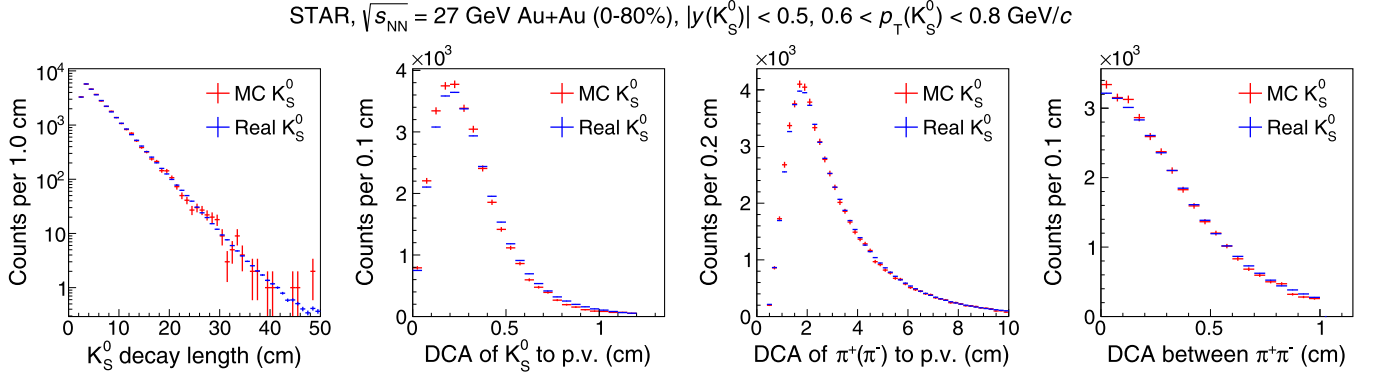 STAR, √s_NN = 27 GeV Au+Au (0-80%), |y(K⁰_S)| < 0.5, 0.6 < p_T(K⁰_S) < 0.8 GeV/c
Counts per 1.0 cm
10⁴
10³
10²
10
1
MC K⁰_S
Real K⁰_S
0 10 20 30 40 50
K⁰_S decay length (cm)
×10³
Counts per 0.1 cm
4
2
0
MC K⁰_S
Real K⁰_S
0 0.5 1
DCA of K⁰_S to p.v. (cm)
×10³
Counts per 0.2 cm
4
2
0
MC K⁰_S
Real K⁰_S
0 2 4 6 8 10
DCA of π⁺(π⁻) to p.v. (cm)
×10³
Counts per 0.1 cm
3
2
1
0
MC K⁰_S
Real K⁰_S
0 0.5 1
DCA between π⁺π⁻ (cm)